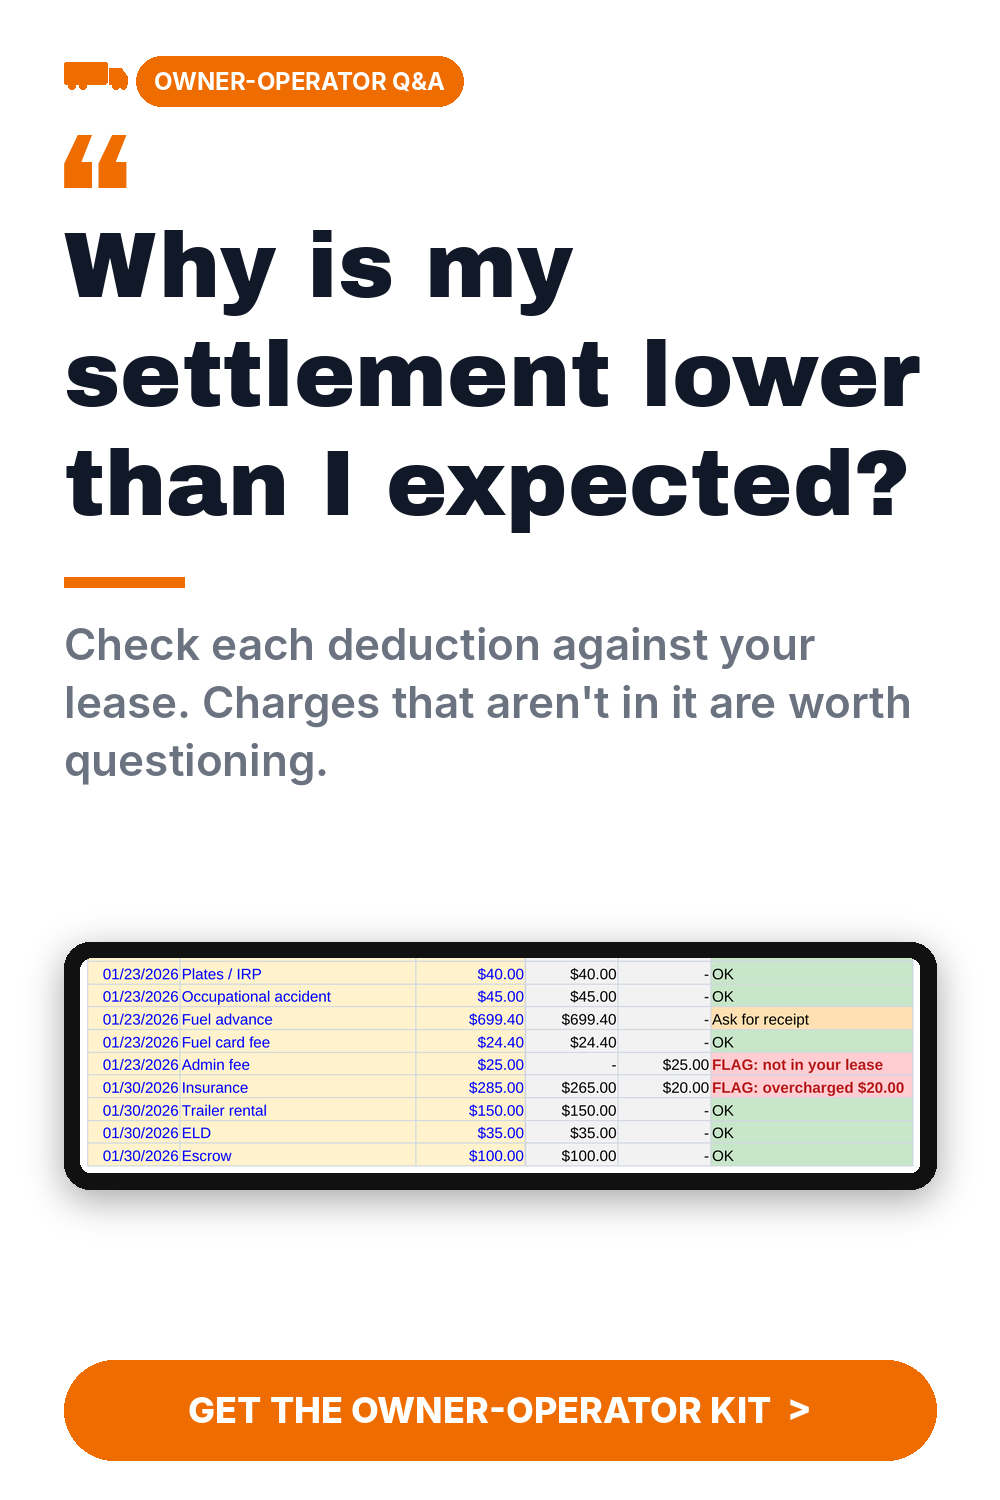 OWNER-OPERATOR Q&A
“
Why is my
settlement lower
than I expected?
Check each deduction against your
lease. Charges that aren't in it are worth
questioning.
01/23/2026 Plates / IRP $40.00 $40.00 - OK
01/23/2026 Occupational accident $45.00 $45.00 - OK
01/23/2026 Fuel advance $699.40 $699.40 - Ask for receipt
01/23/2026 Fuel card fee $24.40 $24.40 - OK
01/23/2026 Admin fee $25.00 - $25.00 FLAG: not in your lease
01/30/2026 Insurance $285.00 $265.00 $20.00 FLAG: overcharged $20.00
01/30/2026 Trailer rental $150.00 $150.00 - OK
01/30/2026 ELD $35.00 $35.00 - OK
01/30/2026 Escrow $100.00 $100.00 - OK
GET THE OWNER-OPERATOR KIT >